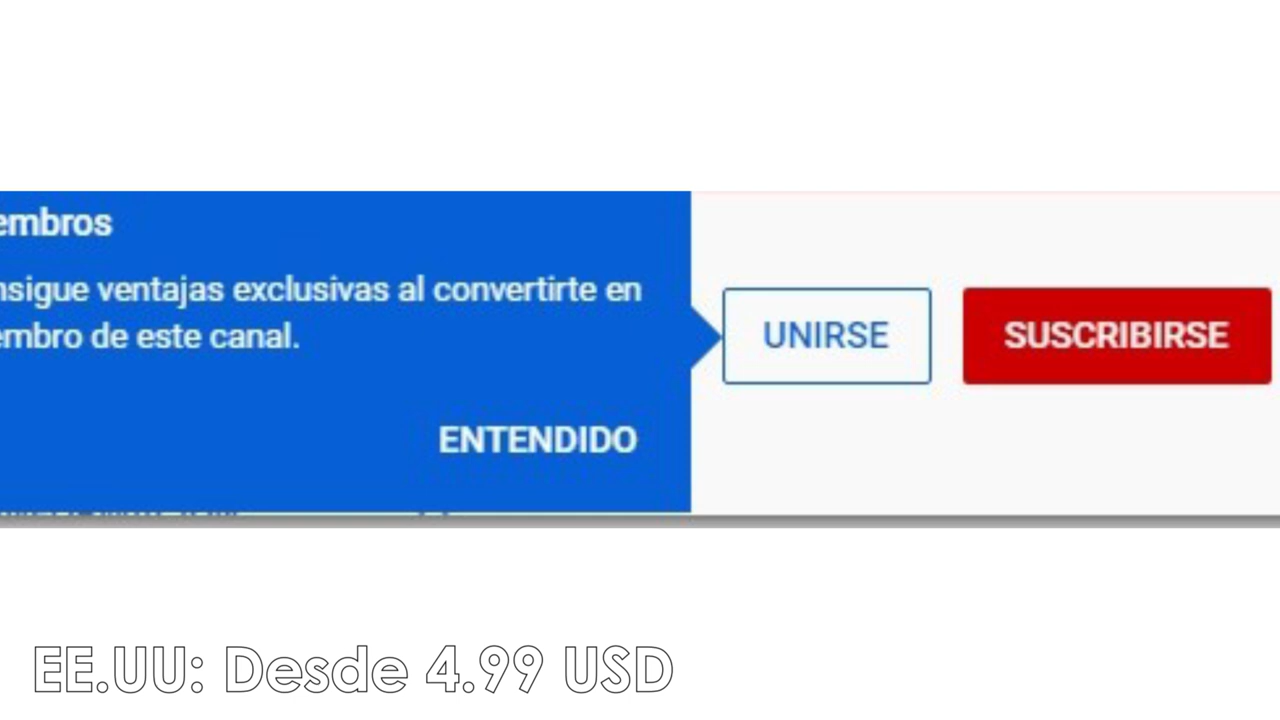 embros
nsigue ventajas exclusivas al convertirte en
embro de este canal.
UNIRSE
SUSCRIBIRSE
ENTENDIDO
EE.UU: Desde 4.99 USD